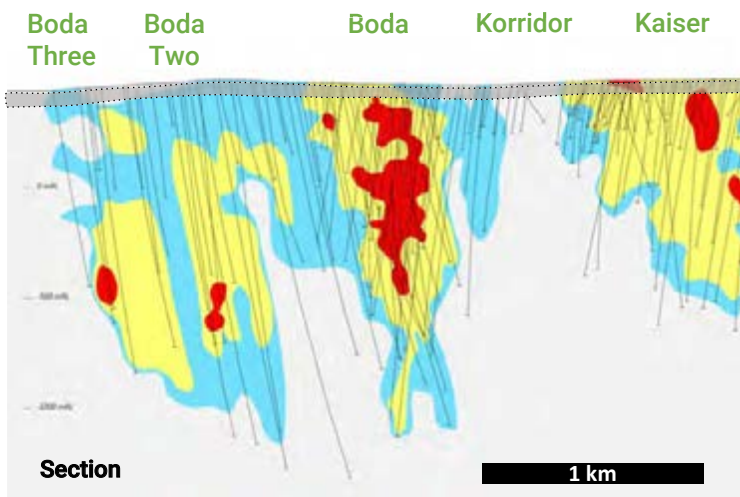 Boda
Three
Boda
Two
Boda
Korridor
Kaiser
Section
1 km